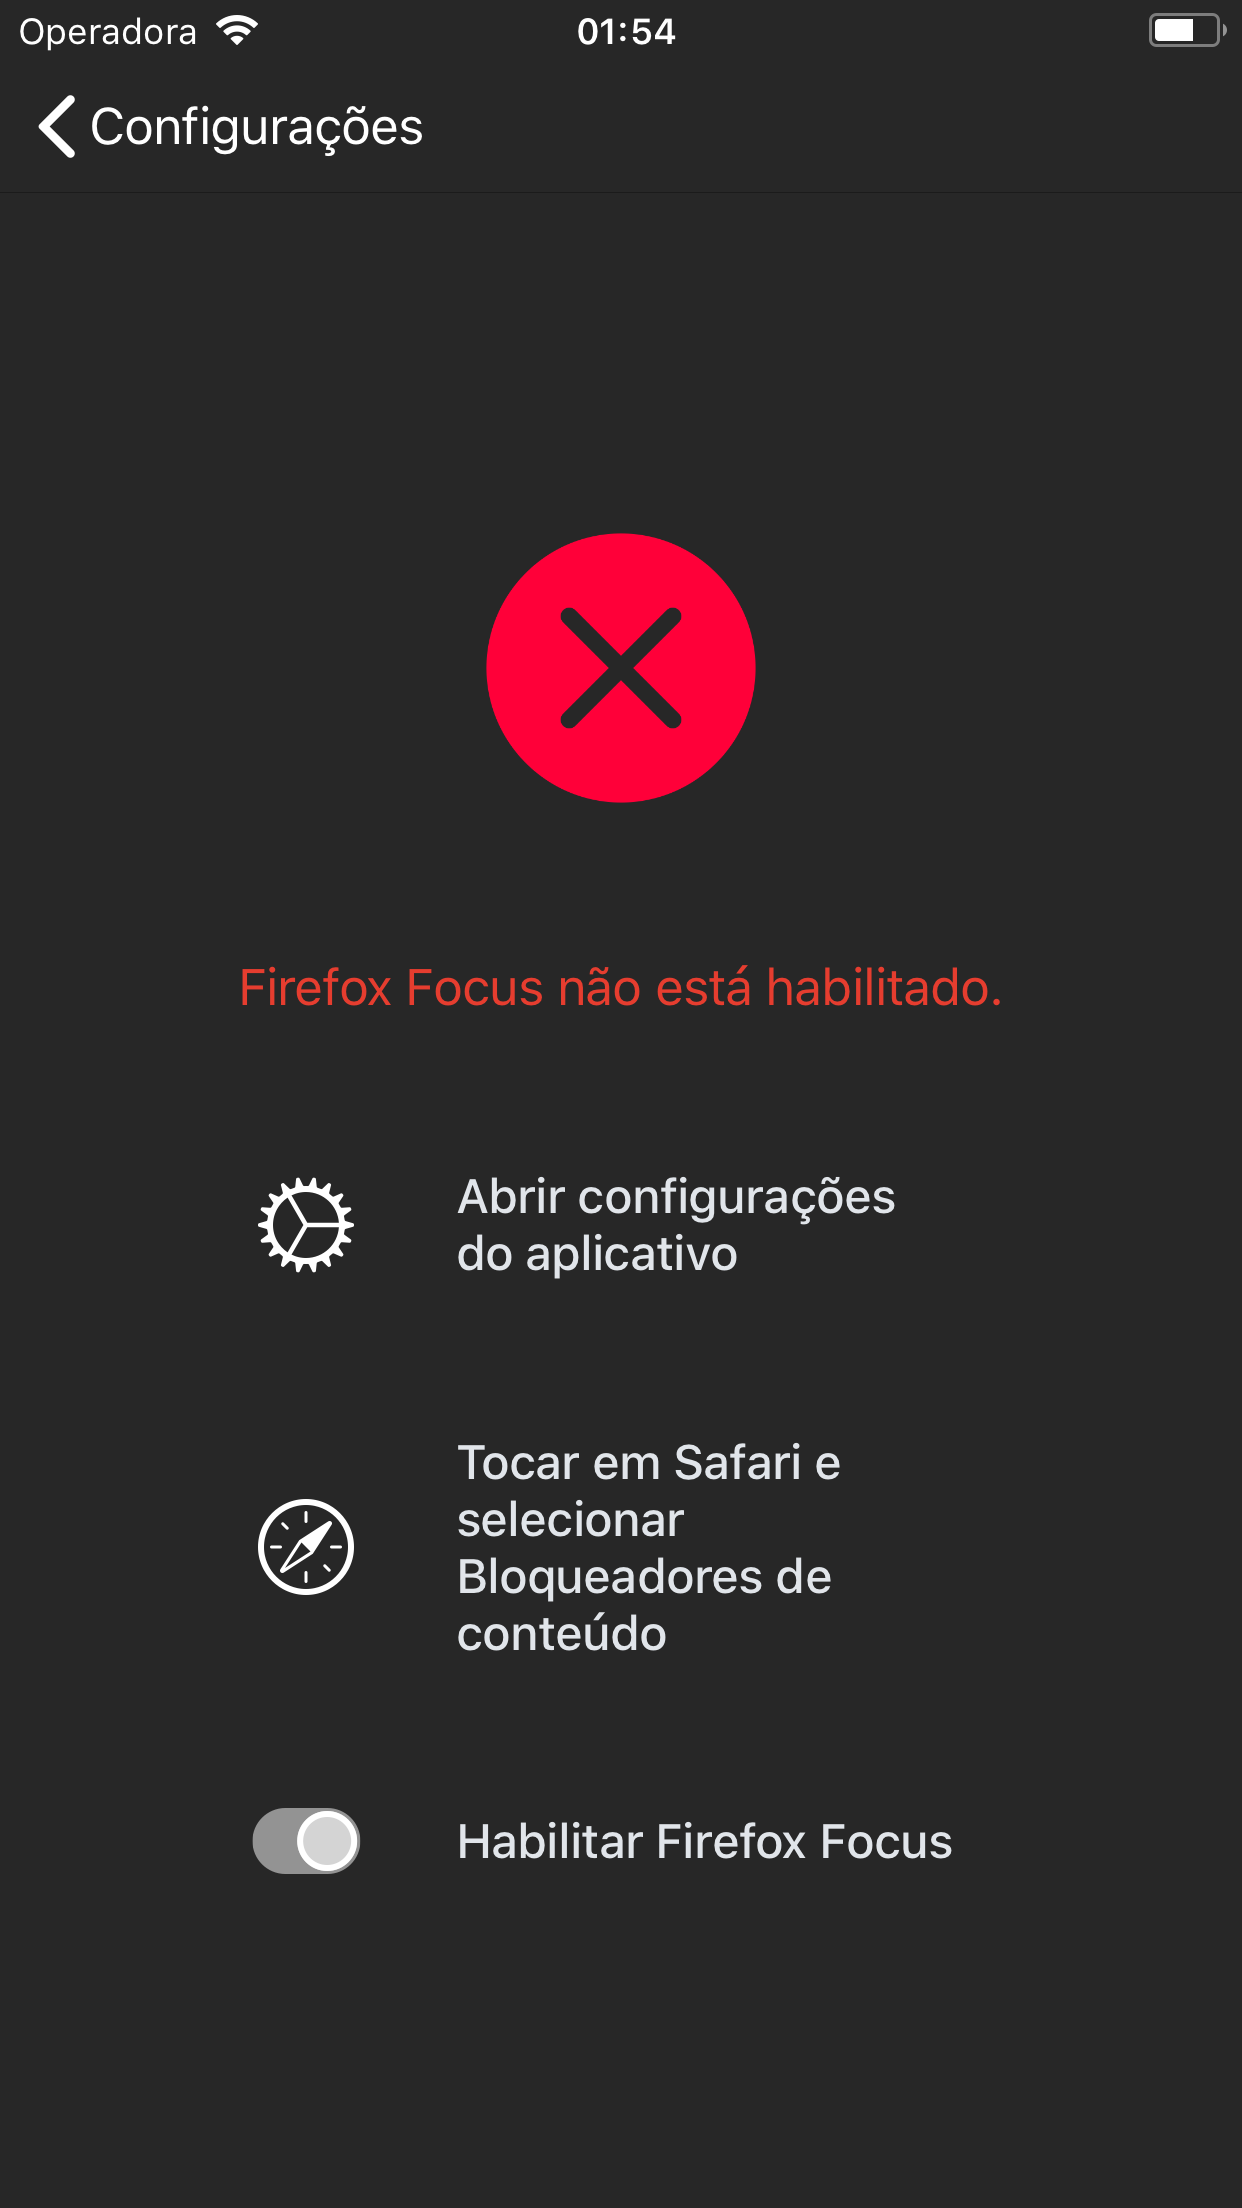 Operadora
01:54
Configurações
Firefox Focus não está habilitado.
Abrir configurações
do aplicativo
Tocar em Safari e
selecionar
Bloqueadores de
conteúdo
Habilitar Firefox Focus